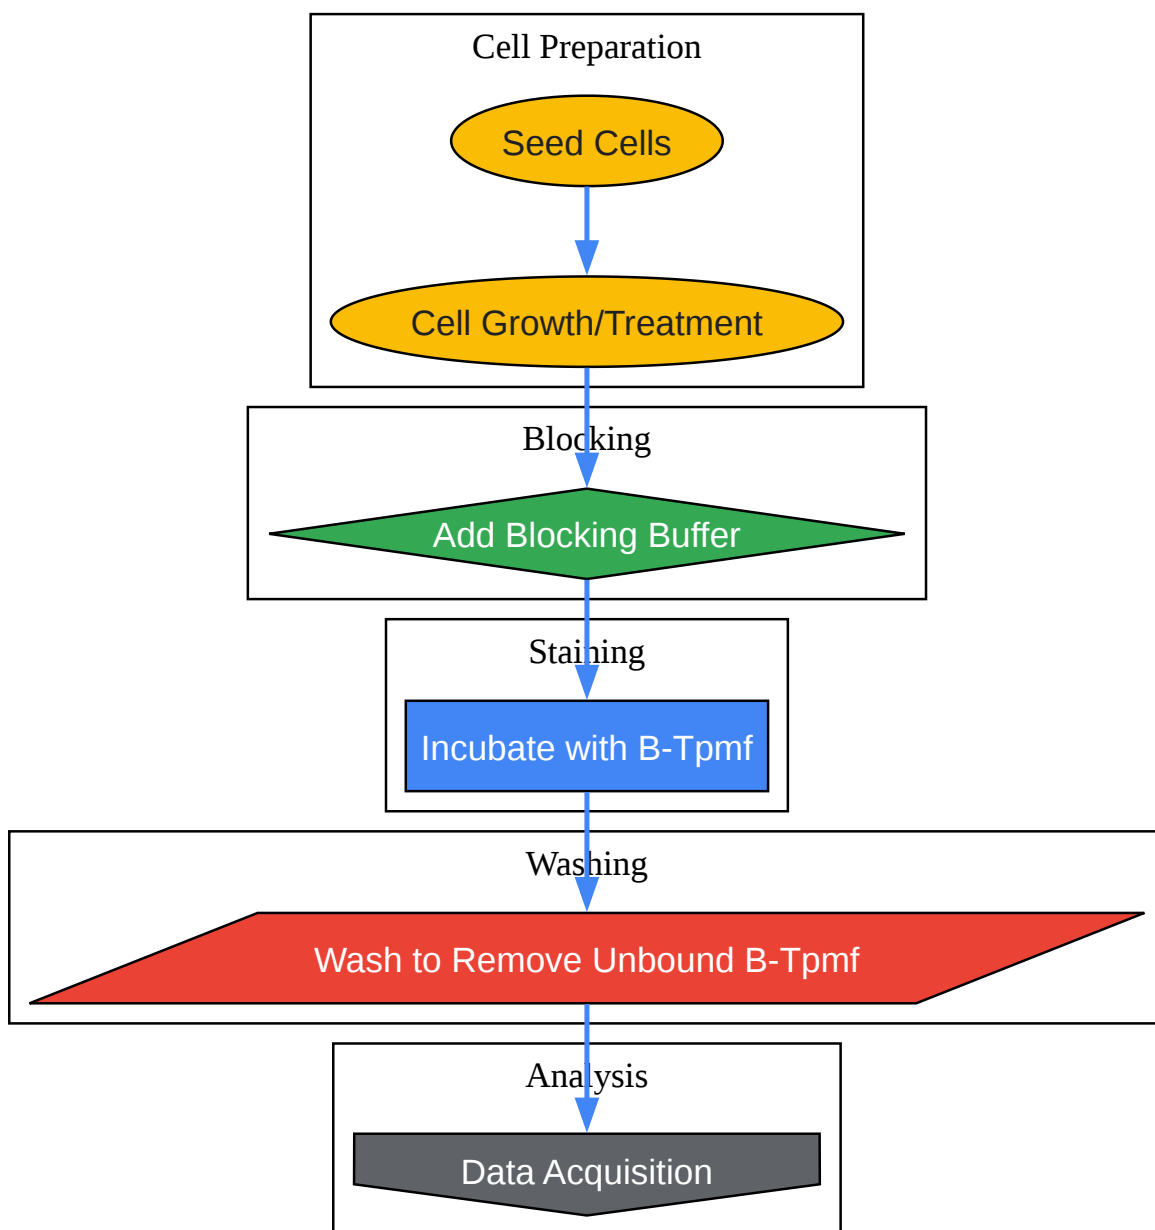 Cell Preparation
Seed Cells
Cell Growth/Treatment
Blocking
Add Blocking Buffer
Staining
Incubate with B-Tpmf
Washing
Wash to Remove Unbound B-Tpmf
Analysis
Data Acquisition